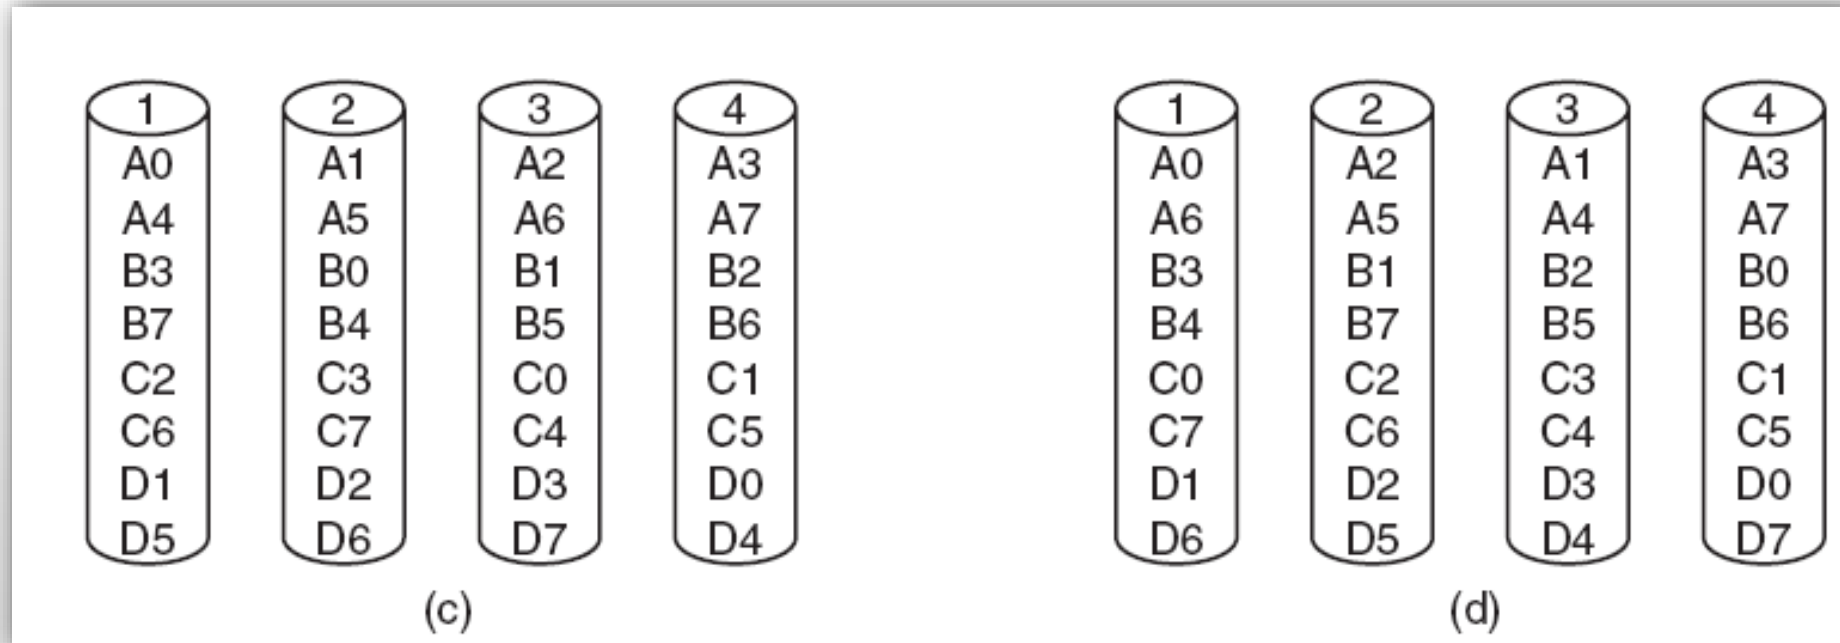 1 2 3 4 1 2 3 4
A0 A1 A2 A3 A0 A2 A1 A3
A4 A5 A6 A7 A6 A5 A4 A7
B3 B0 B1 B2 B3 B1 B2 B0
B7 B4 B5 B6 B4 B7 B5 B6
C2 C3 C0 C1 C0 C2 C3 C1
C6 C7 C4 C5 C7 C6 C4 C5
D1 D2 D3 D0 D1 D2 D3 D0
D5 D6 D7 D4 D6 D5 D4 D7
(c) (d)